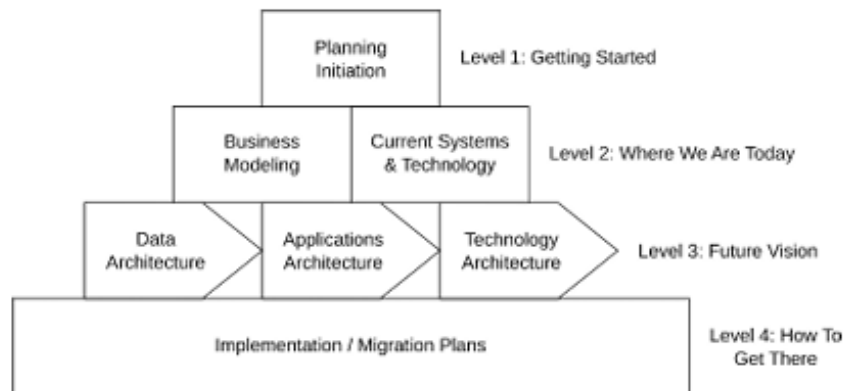 Planning
Initiation
Level 1: Getting Started
Business
Modeling
Current Systems
& Technology
Level 2: Where We Are Today
Data
Architecture
Applications
Architecture
Technology
Architecture
Level 3: Future Vision
Implementation / Migration Plans
Level 4: How To
Get There